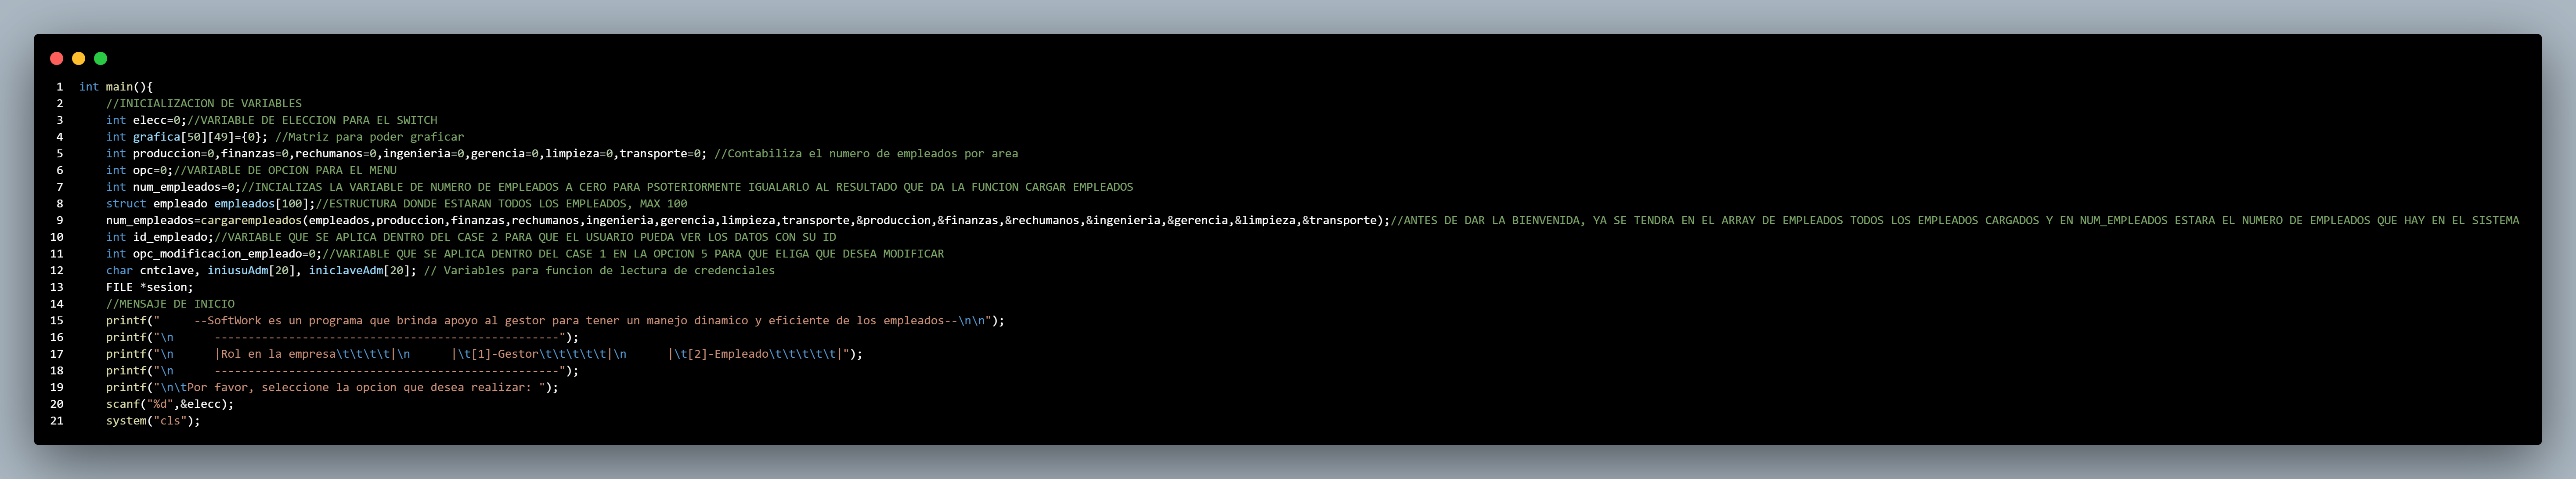 1 int main(){
2 //INICIALIZACION DE VARIABLES
3 int elecc=0;//VARIABLE DE ELECCION PARA EL SWITCH
4 int grafica[50][49]={0}; //Matriz para poder graficar
5 int produccion=0,finanzas=0,rechumanos=0,ingenieria=0,gerencia=0,limpieza=0,transporte=0; //Contabiliza el numero de empleados por area
6 int opc=0;//VARIABLE DE OPCION PARA EL MENU
7 int num_empleados=0;//INCIALIZAS LA VARIABLE DE NUMERO DE EMPLEADOS A CERO PARA PSOTERIORMENTE IGUALARLO AL RESULTADO QUE DA LA FUNCION CARGAR EMPLEADOS
8 struct empleado empleados[100];//ESTRUCTURA DONDE ESTARAN TODOS LOS EMPLEADOS, MAX 100
9 num_empleados=cargarempleados(empleados,produccion,finanzas,rechumanos,ingenieria,gerencia,limpieza,transporte,&produccion,&finanzas,&rechumanos,&ingenieria,&gerencia,&limpieza,&transporte);//ANTES DE DAR LA BIENVENIDA, YA SE TENDRA EN EL ARRAY DE EMPLEADOS TODOS LOS EMPLEADOS CARGADOS Y EN NUM_EMPLEADOS ESTARA EL NUMERO DE EMPLEADOS QUE HAY EN EL SISTEMA
10 int id_empleado;//VARIABLE QUE SE APLICA DENTRO DEL CASE 2 PARA QUE EL USUARIO PUEDA VER LOS DATOS CON SU ID
11 int opc_modificacion_empleado=0;//VARIABLE QUE SE APLICA DENTRO DEL CASE 1 EN LA OPCION 5 PARA QUE ELIGA QUE DESEA MODIFICAR
12 char cntclave, iniusuAdm[20], iniclaveAdm[20]; // Variables para funcion de lectura de credenciales
13 FILE *sesion;
14 //MENSAJE DE INICIO
15 printf("     --SoftWork es un programa que brinda apoyo al gestor para tener un manejo dinamico y eficiente de los empleados--\n\n");
16 printf("\n      ---------------------------------------------------");
17 printf("\n      |Rol en la empresa\t\t\t\t|\n      |\t[1]-Gestor\t\t\t\t\t|\n      |\t[2]-Empleado\t\t\t\t\t|");
18 printf("\n      ---------------------------------------------------");
19 printf("\n\tPor favor, seleccione la opcion que desea realizar: ");
20 scanf("%d",&elecc);
21 system("cls");